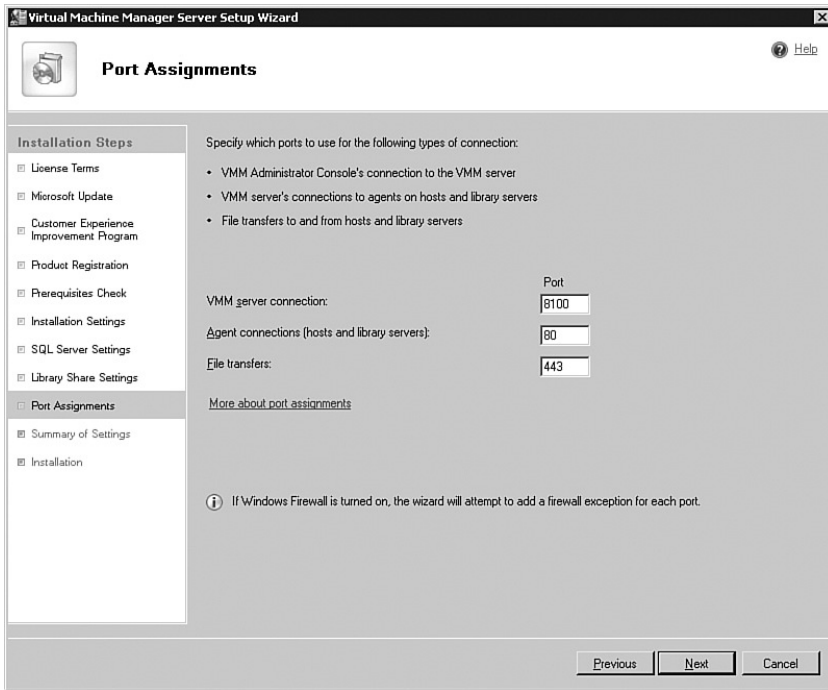 Virtual Machine Manager Server Setup Wizard
Help
Port Assignments
Installation Steps
License Terms
Microsoft Update
Customer Experience
Improvement Program
Product Registration
Prerequisites Check
Installation Settings
SQL Server Settings
Library Share Settings
Port Assignments
Summary of Settings
Installation
Specify which ports to use for the following types of connection:
• VMM Administrator Console's connection to the VMM server
• VMM server's connections to agents on hosts and library servers
• File transfers to and from hosts and library servers
Port
VMM server connection: 8100
Agent connections (hosts and library servers): 80
File transfers: 443
More about port assignments
If Windows Firewall is turned on, the wizard will attempt to add a firewall exception for each port.
Previous Next Cancel